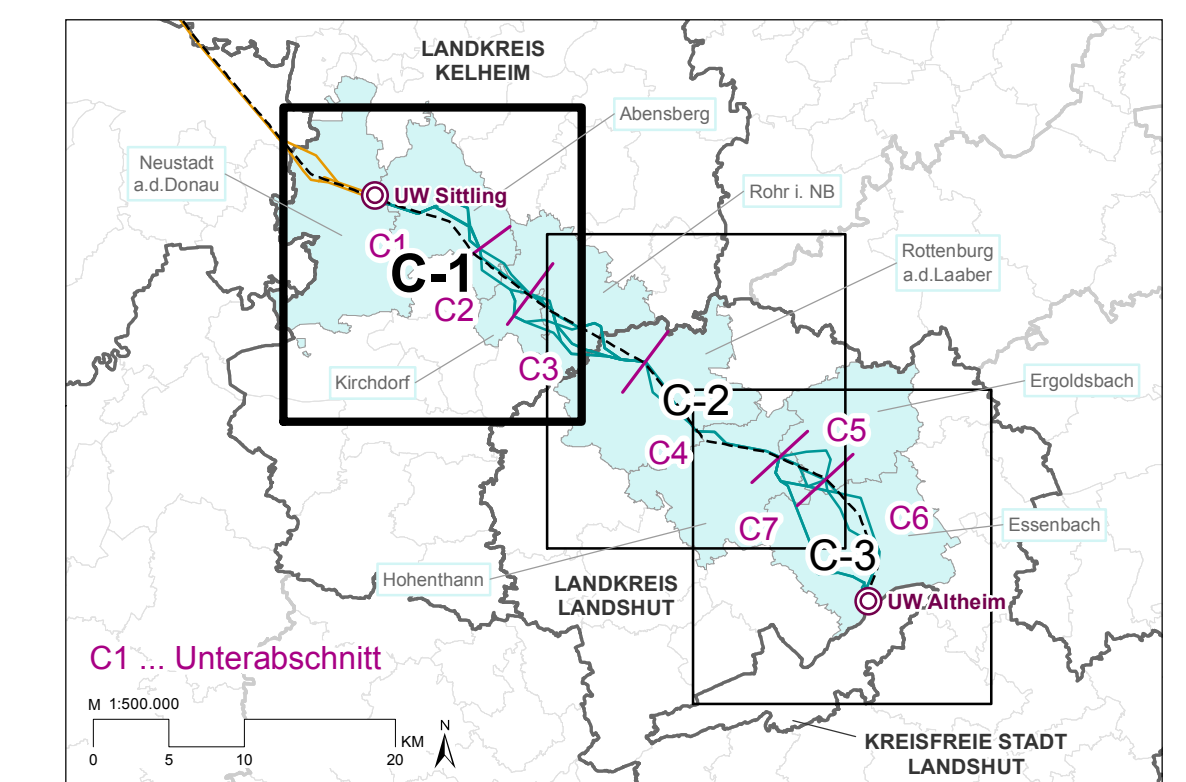 LANDKREIS
KELHEIM
Abensberg
Neustadt
a.d.Donau
UW Sittling
Rohr i. NB
C1
C-1
Rottenburg
a.d.Laaber
C2
C3
Kirchdorf
Ergoldsbach
C-2
C5
C4
C6
C7
Essenbach
C-3
Hohenthann
LANDKREIS
LANDSHUT
UW Altheim
C1 ... Unterabschnitt
M 1:500.000
N
KM
0 5 10 20
KREISFREIE STADT
LANDSHUT